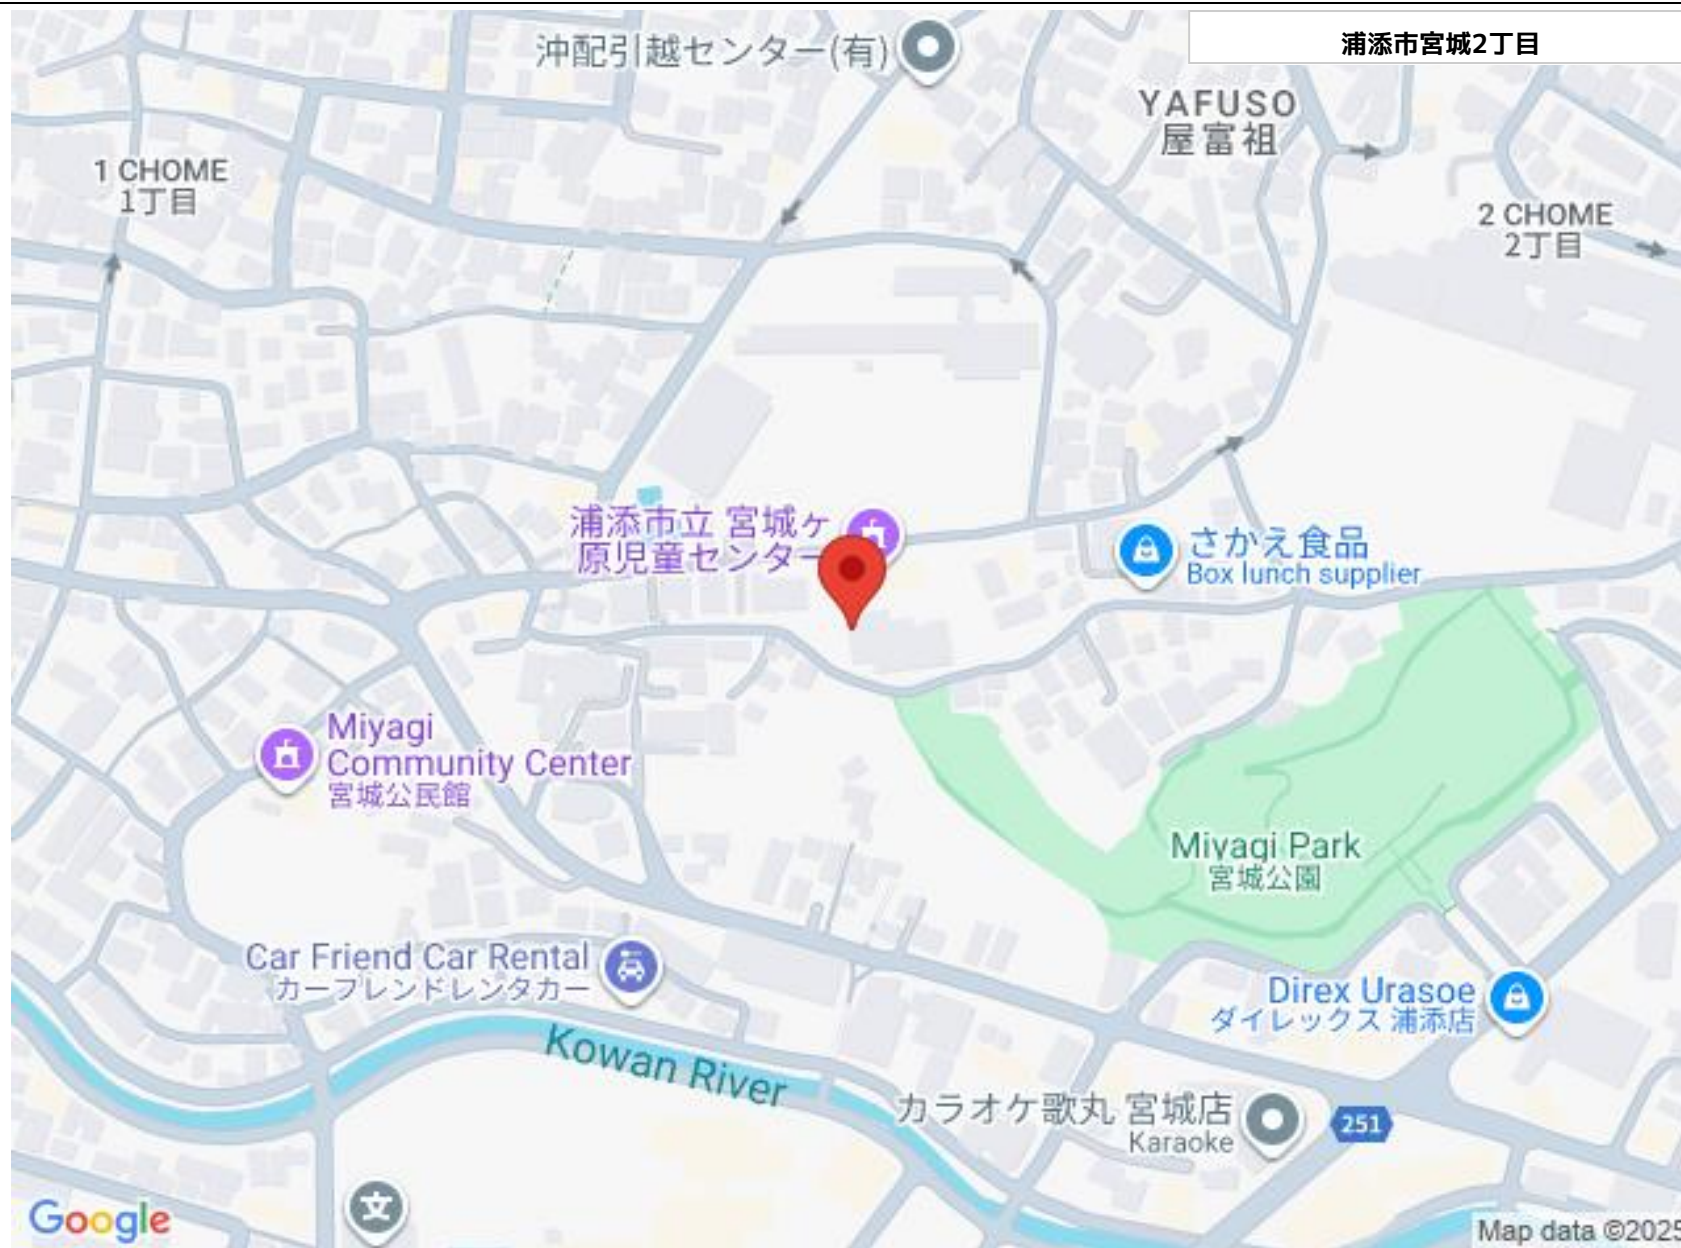 浦添市宮城2丁目
沖配引越センター(有)
YAFUSO
屋富祖
1 CHOME
1丁目
2 CHOME
2丁目
浦添市立 宮城ヶ
原児童センター
さかえ食品
Box lunch supplier
Miyagi
Community Center
宮城公民館
Miyagi Park
宮城公園
Car Friend Car Rental
カーフレンドレンタカー
Direx Urasoe
ダイレックス 浦添店
Kowan River
カラオケ歌丸 宮城店
Karaoke
251
文
Google
Map data ©2025